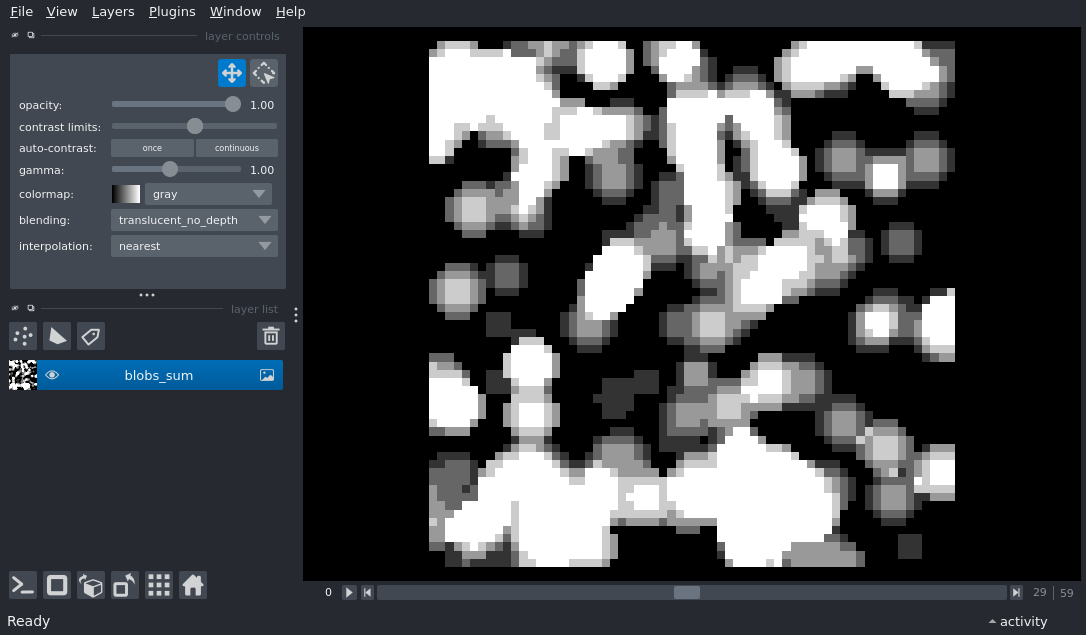 File View Layers Plugins Window Help
layer controls
opacity: 1.00
contrast limits:
auto-contrast: once continuous
gamma: 1.00
colormap: gray
blending: translucent_no_depth
interpolation: nearest
layer list
blobs_sum
0 29 59
Ready activity